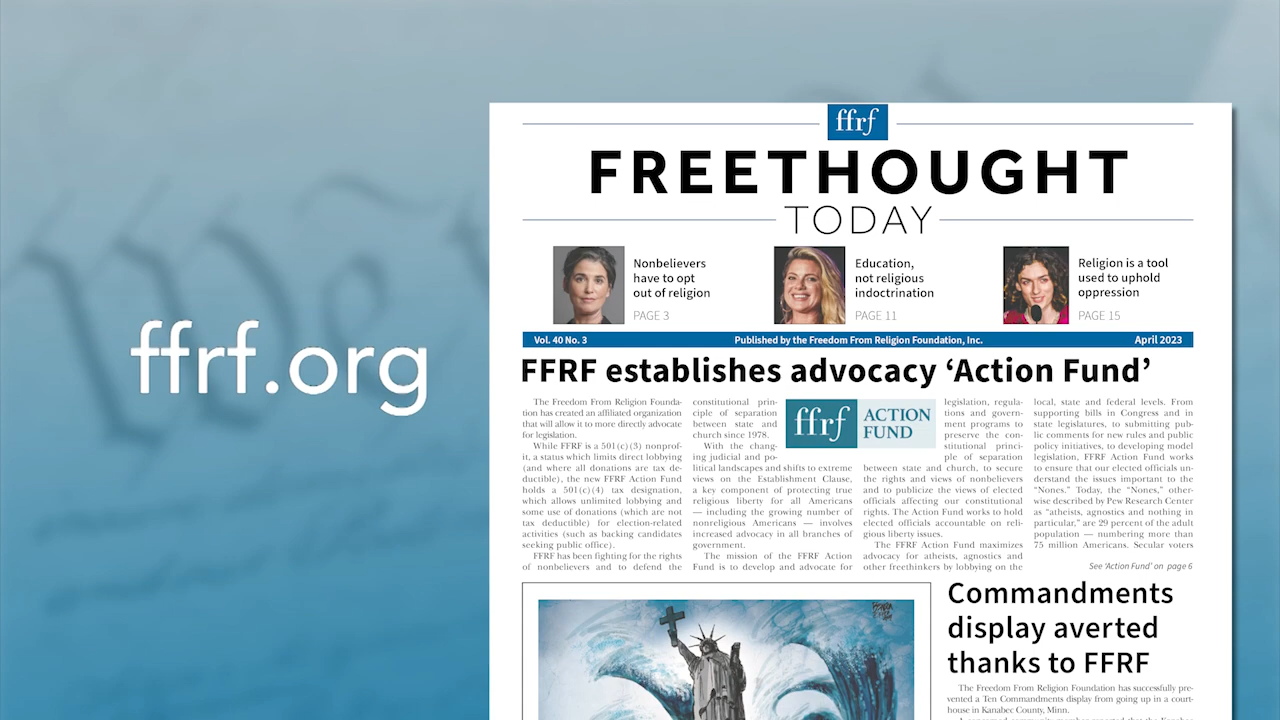 ffrf.org
ffrf
FREETHOUGHT
TODAY
Nonbelievers
have to opt
out of religion
PAGE 3
Education,
not religious
indoctrination
PAGE 11
Religion is a tool
used to uphold
oppression
PAGE 15
Vol. 40 No. 3 Published by the Freedom From Religion Foundation, Inc. April 2023
FFRF establishes advocacy ‘Action Fund’
The Freedom From Religion Founda-
tion has created an affiliated organization
that will allow it to more directly advocate
for legislation.
While FFRF is a 501(c)(3) nonprof-
it, a status which limits direct lobbying
(and where all donations are tax de-
ductible), the new FFRF Action Fund
holds a 501(c)(4) tax designation,
which allows unlimited lobbying and
some use of donations (which are not
tax deductible) for election-related
activities (such as backing candidates
seeking public office).
FFRF has been fighting for the rights
of nonbelievers and to defend the
constitutional prin-
ciple of separation
between state and
church since 1978.
With the chang-
ing judicial and po-
litical landscapes and shifts to extreme
views on the Establishment Clause,
a key component of protecting true
religious liberty for all Americans
— including the growing number of
nonreligious Americans — involves
increased advocacy in all branches of
government.
The mission of the FFRF Action
Fund is to develop and advocate for
ffrf ACTION
FUND
legislation, regula-
tions and govern-
ment programs to
preserve the con-
stitutional princi-
ple of separation
between state and church, to secure
the rights and views of nonbelievers
and to publicize the views of elected
officials affecting our constitutional
rights. The Action Fund works to hold
elected officials accountable on reli-
gious liberty issues.
The FFRF Action Fund maximizes
advocacy for atheists, agnostics and
other freethinkers by lobbying on the
local, state and federal levels. From
supporting bills in Congress and in
state legislatures, to submitting pub-
lic comments for new rules and public
policy initiatives, to developing model
legislation, FFRF Action Fund works
to ensure that our elected officials un-
derstand the issues important to the
“Nones.” Today, the “Nones,” other-
wise described by Pew Research Center
as “atheists, agnostics and nothing in
particular,” are 29 percent of the adult
population — numbering more than
75 million Americans. Secular voters
See ‘Action Fund’ on page 6
Commandments
display averted
thanks to FFRF
The Freedom From Religion Foundation has successfully pre-
vented a Ten Commandments display from going up in a court-
house in Kanabec County, Minn.